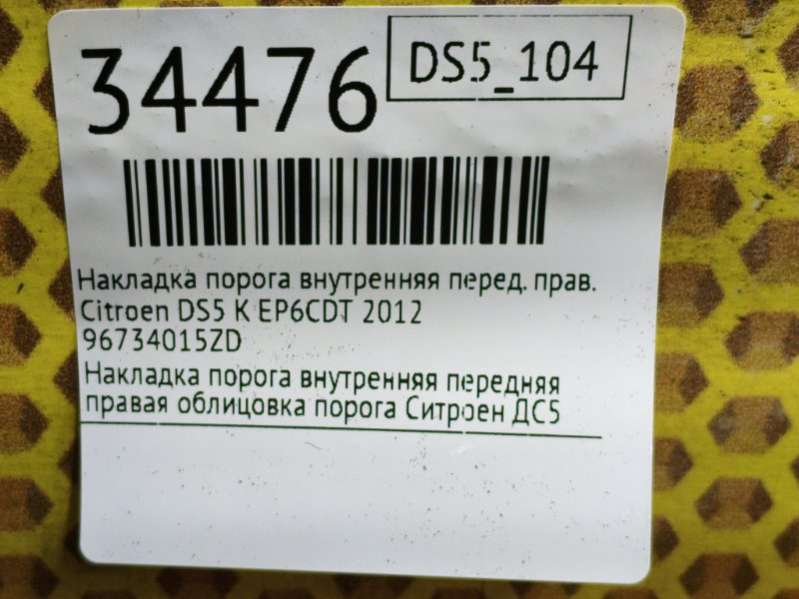 34476
DS5_104
Накладка порога внутренняя перед. прав.
Citroen DS5 K EP6CDT 2012
96734015ZD
Накладка порога внутренняя передняя
правая облицовка порога Ситроен ДС5